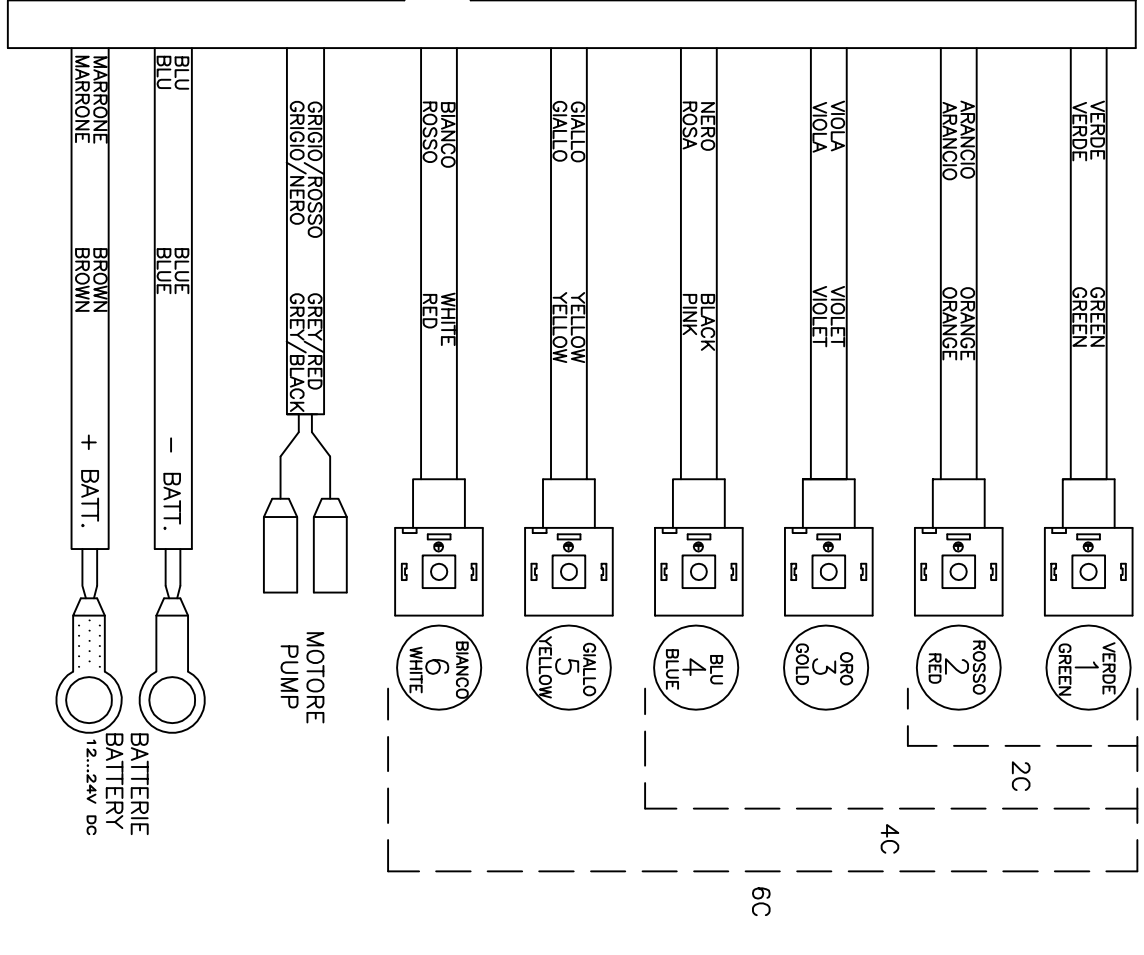 VERDE
VERDE
GREEN
GREEN
VERDE
1
GREEN
ARANCIO
ARANCIO
ORANGE
ORANGE
ROSSO
2
RED
2C
VIOLA
VIOLA
VIOLET
VIOLET
ORO
3
GOLD
NERO
ROSA
BLACK
PINK
BLU
4
BLUE
4C
GIALLO
GIALLO
YELLOW
YELLOW
GIALLO
5
YELLOW
6C
BIANCO
ROSSO
WHITE
RED
BIANCO
6
WHITE
GRIGIO/ROSSO
GRIGIO/NERO
GREY/RED
GREY/BLACK
MOTORE
PUMP
BLU
BLU
BLUE
BLUE
- BATT.
MARRONE
MARRONE
BROWN
BROWN
+ BATT.
BATTERIE
BATTERY
12...24V DC